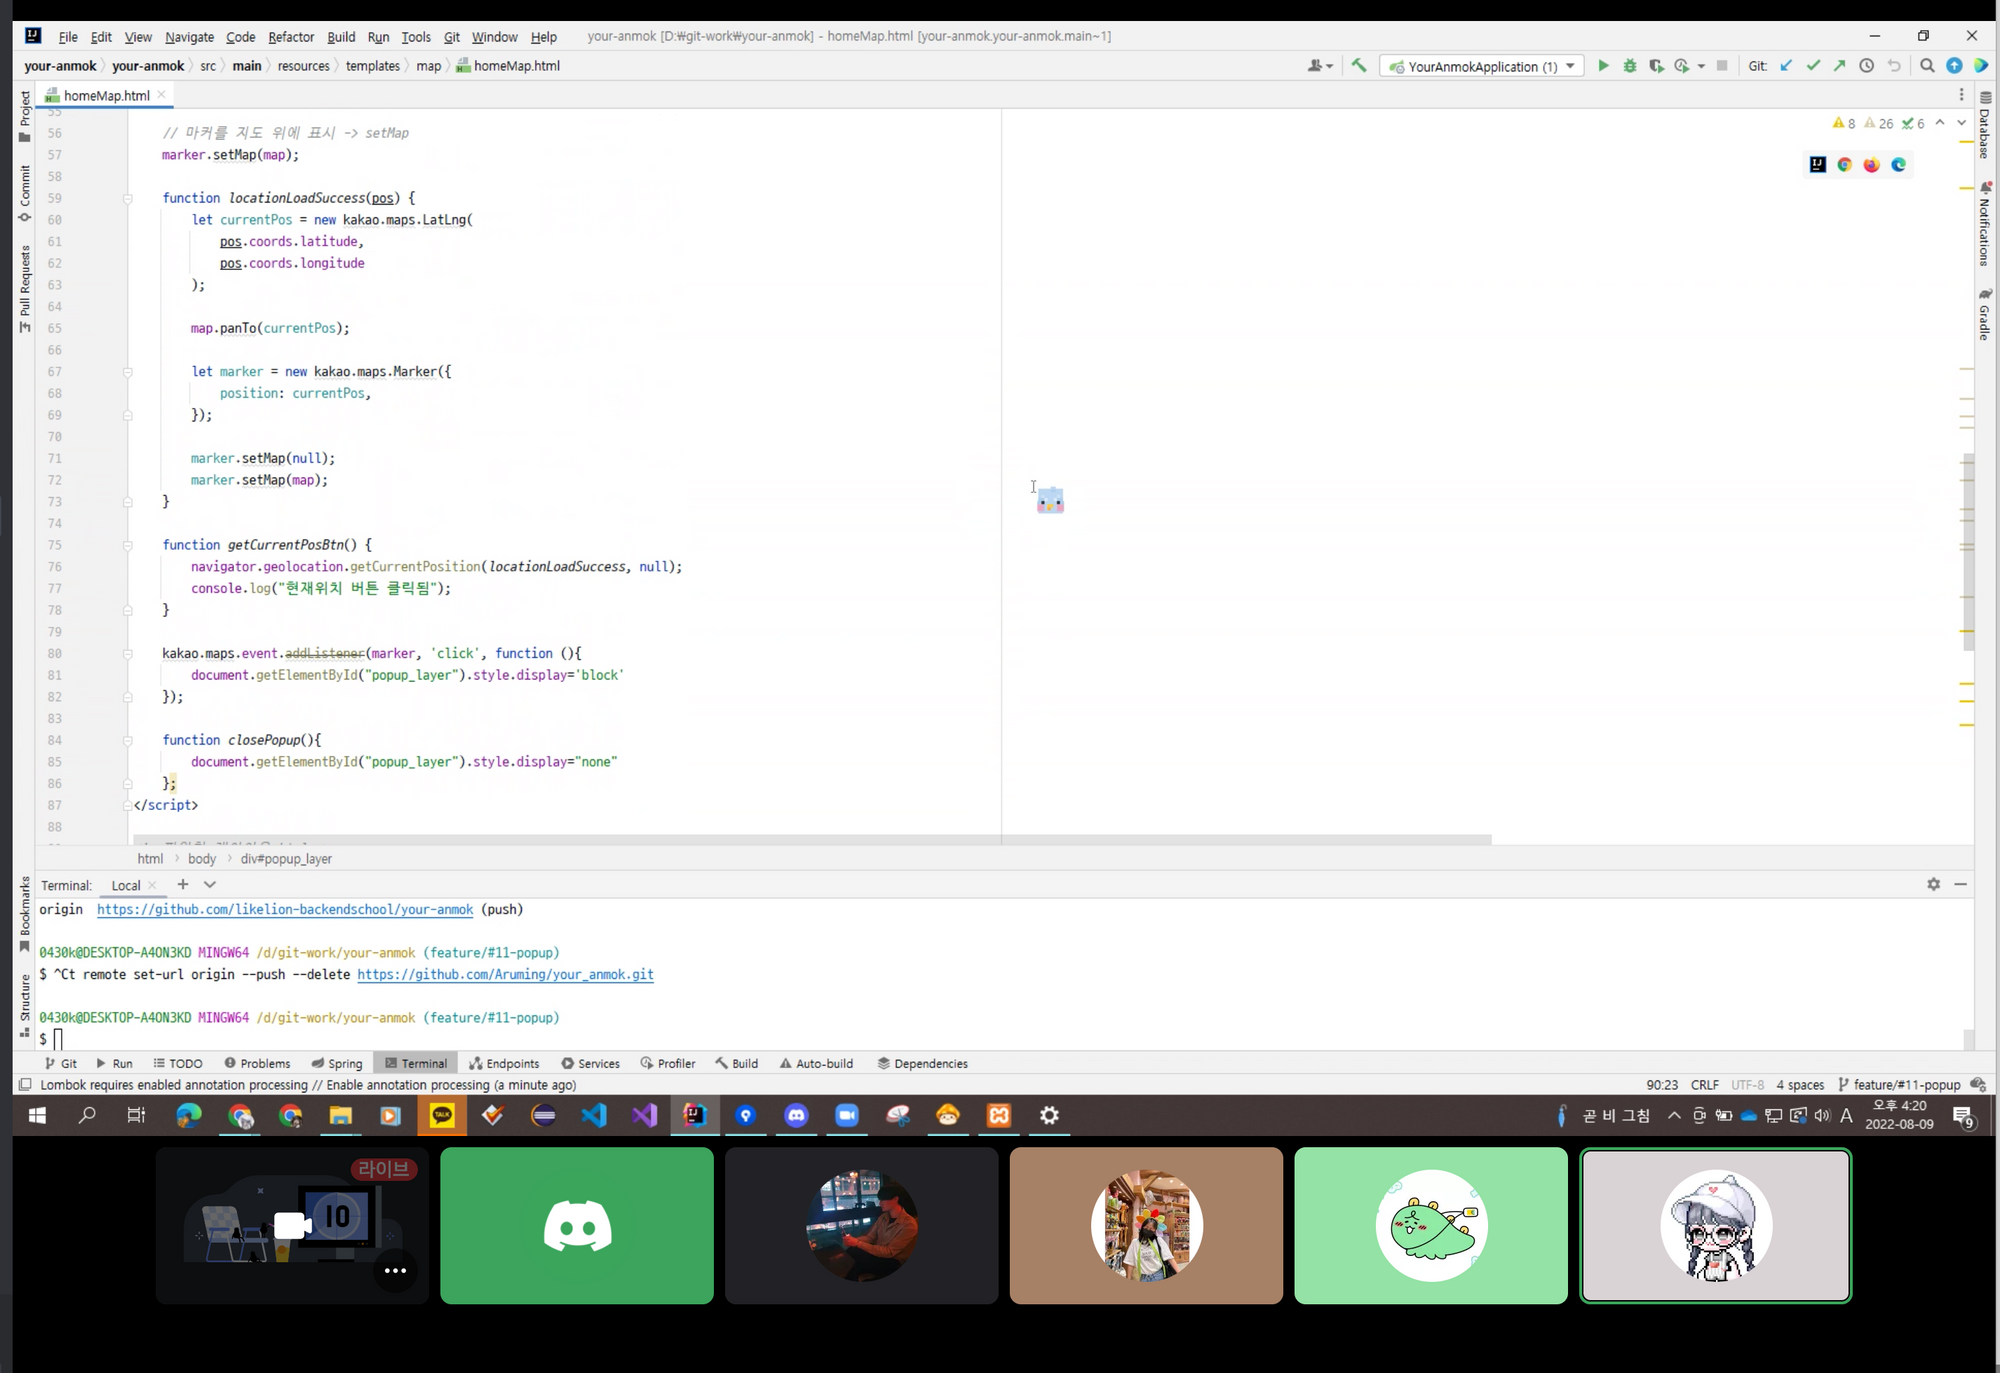 File Edit View Navigate Code Refactor Build Run Tools Git Window Help your-anmok [D:₩git-work₩your-anmok] - homeMap.html [your-anmok.your-anmok.main~1]
your-anmok 〉 your-anmok 〉 src 〉 main 〉 resources 〉 templates 〉 map 〉 homeMap.html YourAnmokApplication (1) Git:
homeMap.html
Project
Commit
Pull Requests
Bookmarks
Structure
Database
Notifications
Gradle
8 26 6
55
56 // 마커를 지도 위에 표시 -> setMap
57 marker.setMap(map);
58
59 function locationLoadSuccess(pos) {
60 let currentPos = new kakao.maps.LatLng(
61 pos.coords.latitude,
62 pos.coords.longitude
63 );
64
65 map.panTo(currentPos);
66
67 let marker = new kakao.maps.Marker({
68 position: currentPos,
69 });
70
71 marker.setMap(null);
72 marker.setMap(map);
73 }
74
75 function getCurrentPosBtn() {
76 navigator.geolocation.getCurrentPosition(locationLoadSuccess, null);
77 console.log("현재위치 버튼 클릭됨");
78 }
79
80 kakao.maps.event.addListener(marker, 'click', function (){
81 document.getElementById("popup_layer").style.display='block'
82 });
83
84 function closePopup(){
85 document.getElementById("popup_layer").style.display="none"
86 };
87 </script>
88
html 〉 body 〉 div#popup_layer
Terminal: Local
origin https://github.com/likelion-backendschool/your-anmok (push)
0430k@DESKTOP-A4ON3KD MINGW64 /d/git-work/your-anmok (feature/#11-popup)
$ ^Ct remote set-url origin --push --delete https://github.com/Aruming/your_anmok.git
0430k@DESKTOP-A4ON3KD MINGW64 /d/git-work/your-anmok (feature/#11-popup)
$
Git Run TODO Problems Spring Terminal Endpoints Services Profiler Build Auto-build Dependencies
Lombok requires enabled annotation processing // Enable annotation processing (a minute ago) 90:23 CRLF UTF-8 4 spaces feature/#11-popup
TALK
곧 비 그침 A 오후 4:20
2022-08-09
9
라이브
10